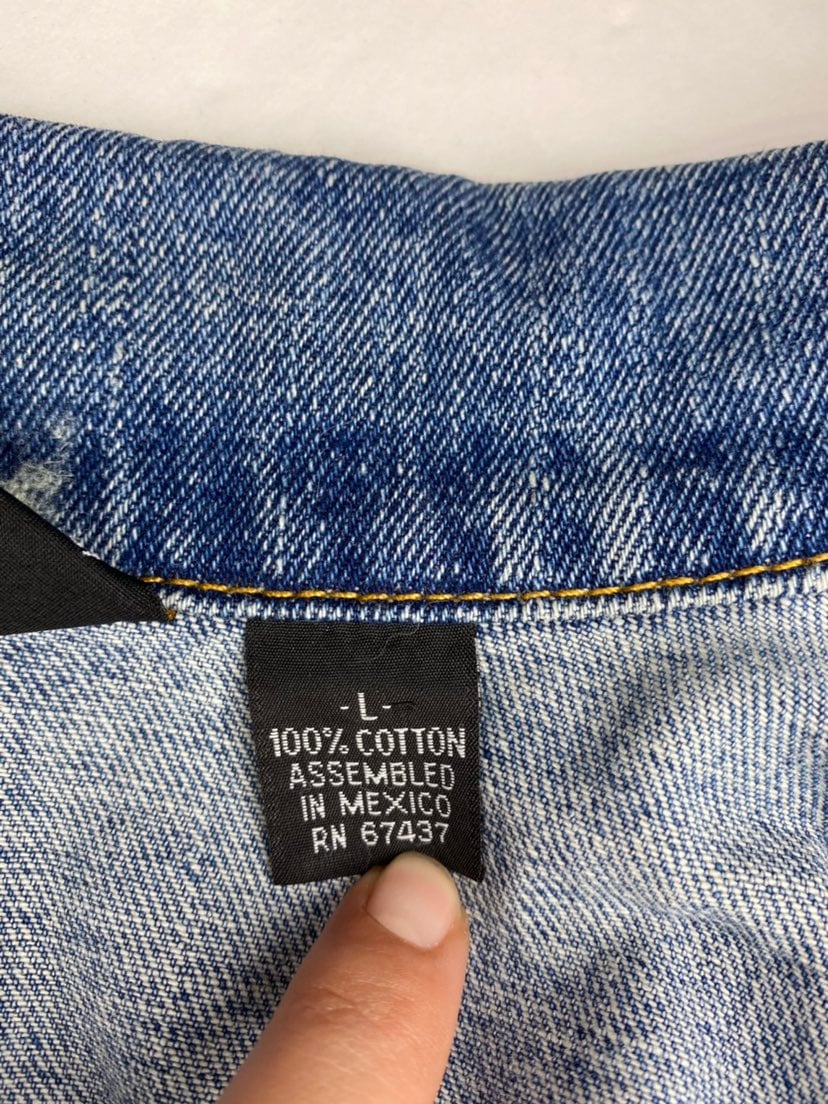 -L-
100% COTTON
ASSEMBLED
IN MEXICO
RN 67437